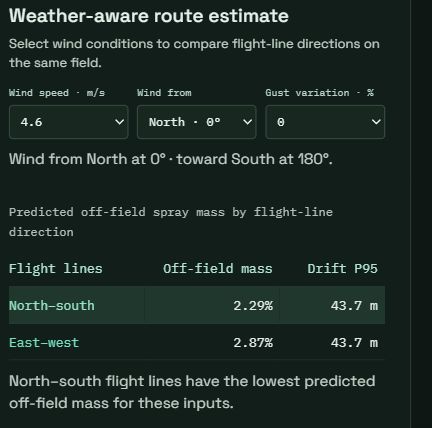 Weather-aware route estimate
Select wind conditions to compare flight-line directions on
the same field.
Wind speed · m/s Wind from Gust variation · %
4.6 North · 0° 0
Wind from North at 0° · toward South at 180°.
Predicted off-field spray mass by flight-line
direction
Flight lines Off-field mass Drift P95
North–south 2.29% 43.7 m
East–west 2.87% 43.7 m
North–south flight lines have the lowest predicted
off-field mass for these inputs.